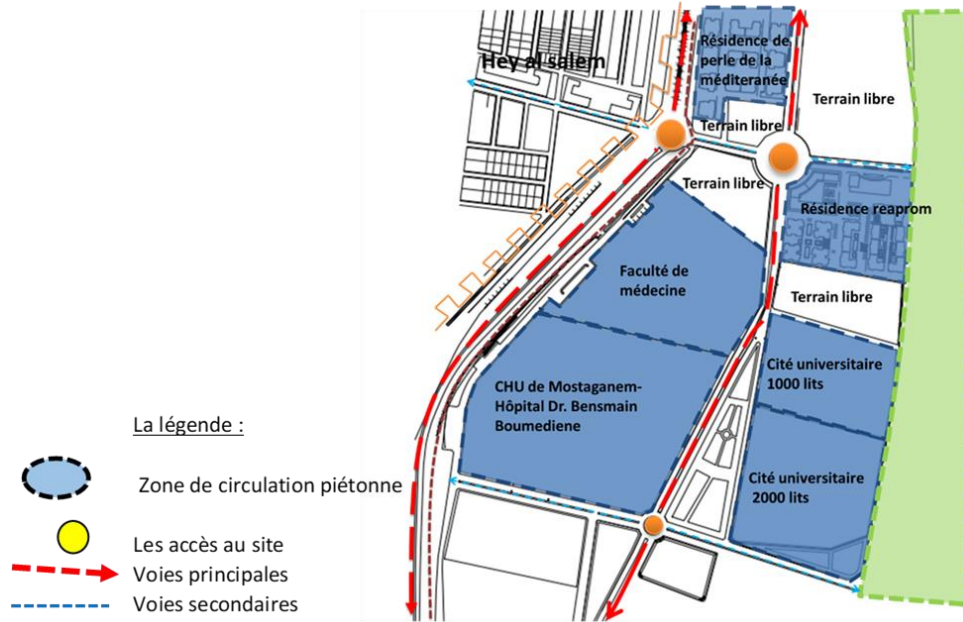 Hey al salem
Résidence de
perle de la
méditeranée
Terrain libre
Terrain libre
Terrain libre
Résidence reaprom
Faculté de
médecine
Terrain libre
CHU de Mostaganem-
Hôpital Dr. Bensmain
Boumediene
Cité universitaire
1000 lits
Cité universitaire
2000 lits
La légende :
Zone de circulation piétonne
Les accès au site
Voies principales
Voies secondaires